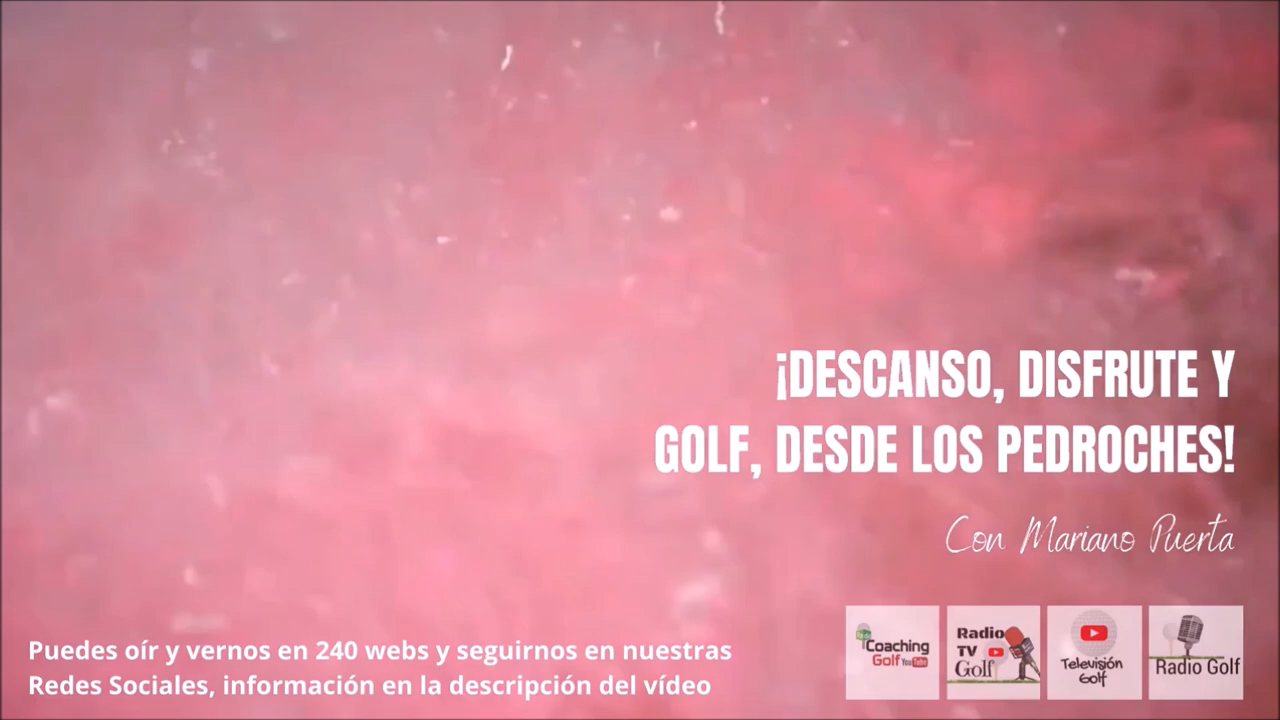 ¡DESCANSO, DISFRUTE Y
GOLF, DESDE LOS PEDROCHES!
Con Mariano Puerta
Puedes oír y vernos en 240 webs y seguirnos en nuestras
Redes Sociales, información en la descripción del vídeo
Coaching
Golf YouTube
Radio
TV
Golf
Televisión
Golf
Radio Golf